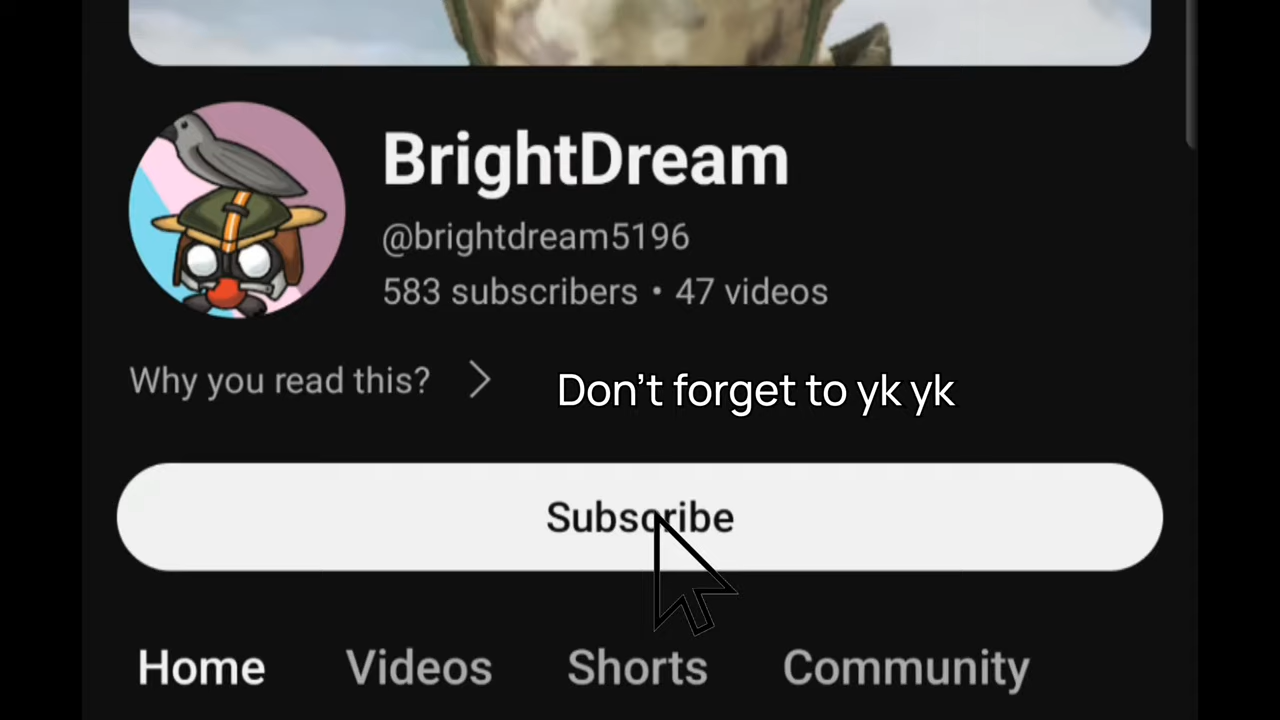 BrightDream
@brightdream5196
583 subscribers • 47 videos
Why you read this?
Don't forget to yk yk
Subscribe
Home Videos Shorts Community